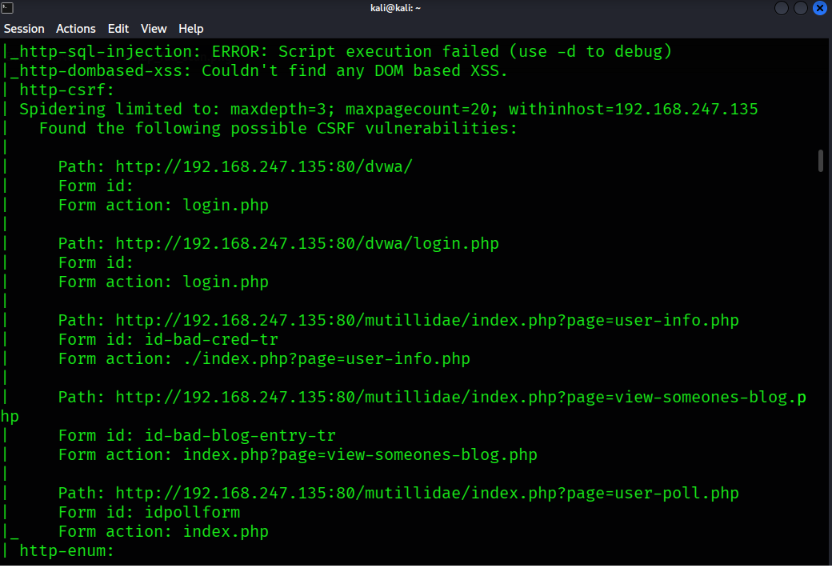 kali@kali: ~
Session Actions Edit View Help
|_http-sql-injection: ERROR: Script execution failed (use -d to debug)
|_http-dombased-xss: Couldn't find any DOM based XSS.
| http-csrf:
| Spidering limited to: maxdepth=3; maxpagecount=20; withinhost=192.168.247.135
|   Found the following possible CSRF vulnerabilities:
|
|     Path: http://192.168.247.135:80/dvwa/
|     Form id:
|     Form action: login.php
|
|     Path: http://192.168.247.135:80/dvwa/login.php
|     Form id:
|     Form action: login.php
|
|     Path: http://192.168.247.135:80/mutillidae/index.php?page=user-info.php
|     Form id: id-bad-cred-tr
|     Form action: ./index.php?page=user-info.php
|
|     Path: http://192.168.247.135:80/mutillidae/index.php?page=view-someones-blog.p
hp
|     Form id: id-bad-blog-entry-tr
|     Form action: index.php?page=view-someones-blog.php
|
|     Path: http://192.168.247.135:80/mutillidae/index.php?page=user-poll.php
|     Form id: idpollform
|_    Form action: index.php
| http-enum: